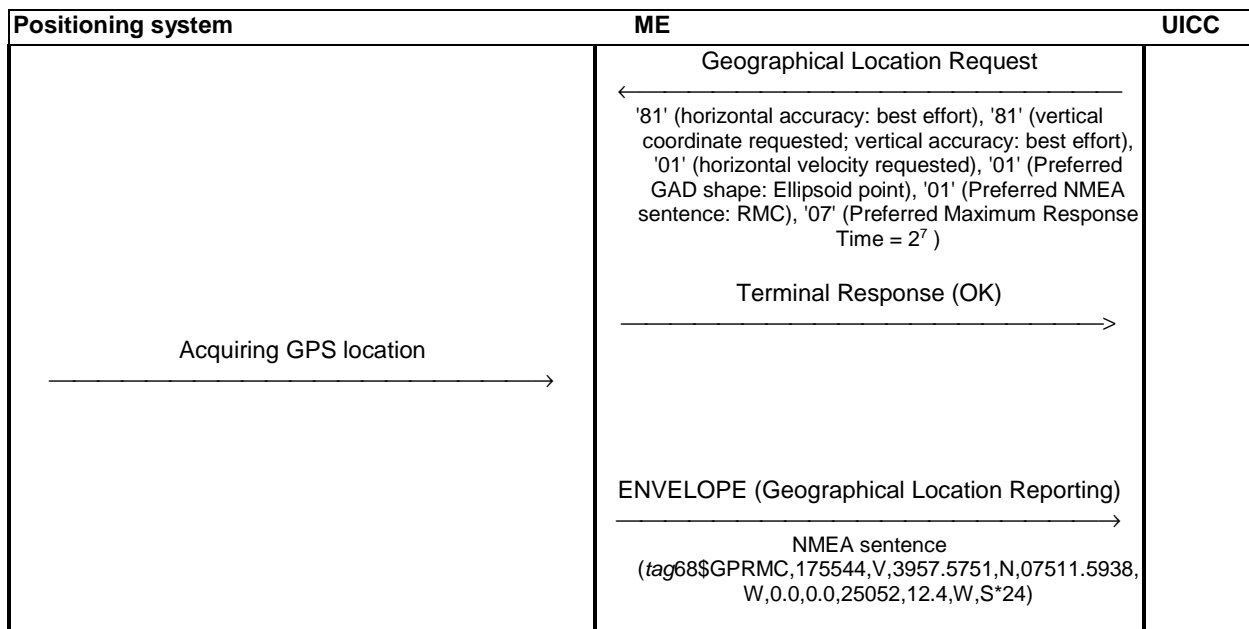 Positioning system ME UICC
Geographical Location Request
'81' (horizontal accuracy: best effort), '81' (vertical
coordinate requested; vertical accuracy: best effort),
'01' (horizontal velocity requested), '01' (Preferred
GAD shape: Ellipsoid point), '01' (Preferred NMEA
sentence: RMC), '07' (Preferred Maximum Response
Time = 2⁷ )
Terminal Response (OK)
Acquiring GPS location
ENVELOPE (Geographical Location Reporting)
NMEA sentence
(tag68$GPRMC,175544,V,3957.5751,N,07511.5938,
W,0.0,0.0,25052,12.4,W,S*24)